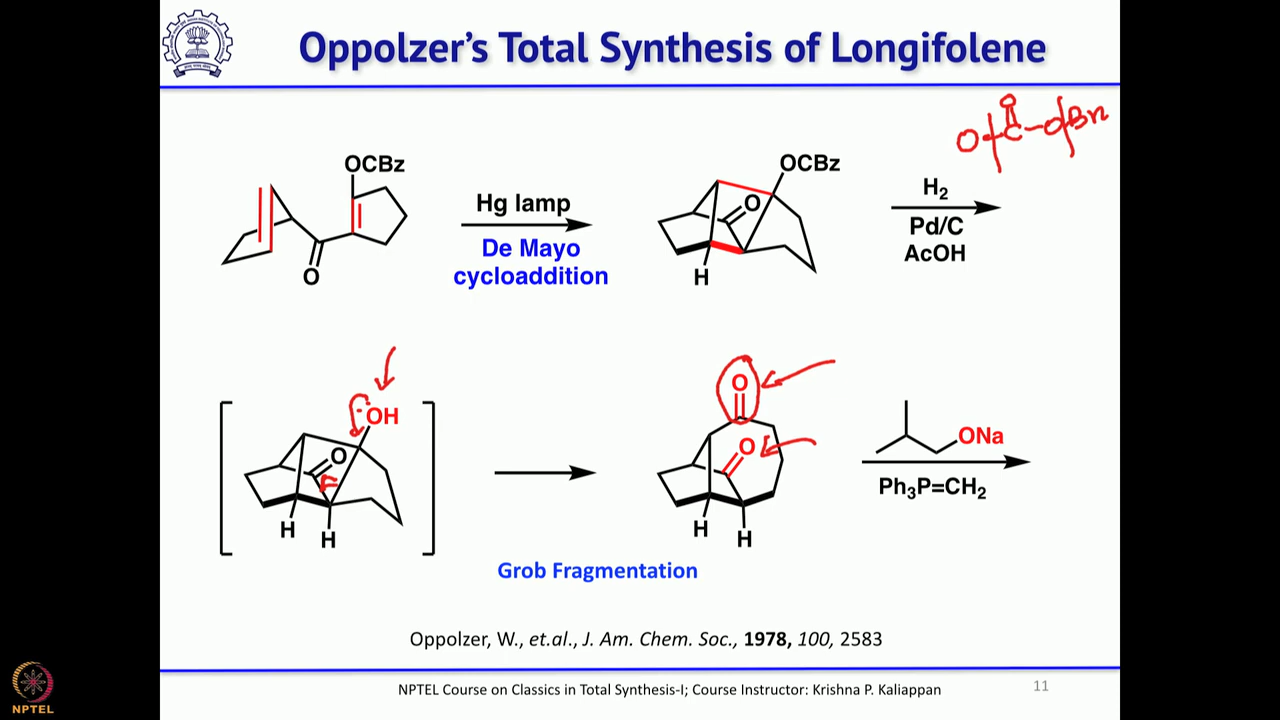 Oppolzer's Total Synthesis of Longifolene
O-C-OBn
O
OCBz
O
Hg lamp
De Mayo
cycloaddition
OCBz
O
H
H₂
Pd/C
AcOH
OH
O
H
H
O
O
H
H
ONa
Ph₃P=CH₂
Grob Fragmentation
Oppolzer, W., et.al., J. Am. Chem. Soc., 1978, 100, 2583
NPTEL Course on Classics in Total Synthesis-I; Course Instructor: Krishna P. Kaliappan
11
NPTEL